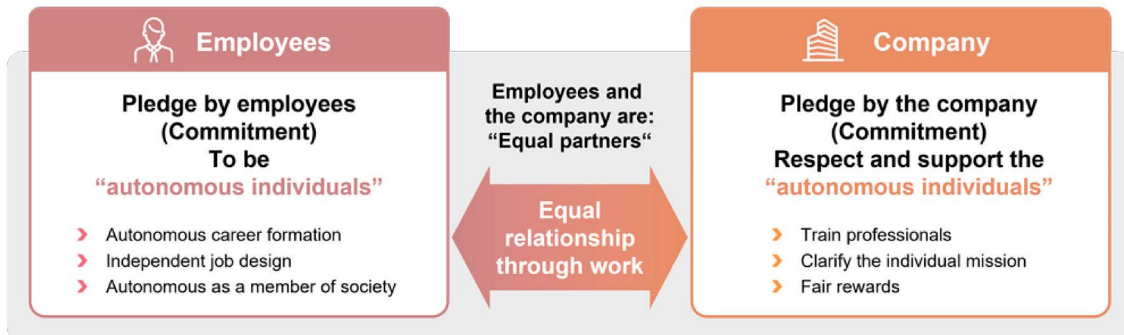 Employees
Pledge by employees
(Commitment)
To be
“autonomous individuals”
Autonomous career formation
Independent job design
Autonomous as a member of society
Employees and
the company are:
“Equal partners“
Equal
relationship
through work
Company
Pledge by the company
(Commitment)
Respect and support the
“autonomous individuals”
Train professionals
Clarify the individual mission
Fair rewards